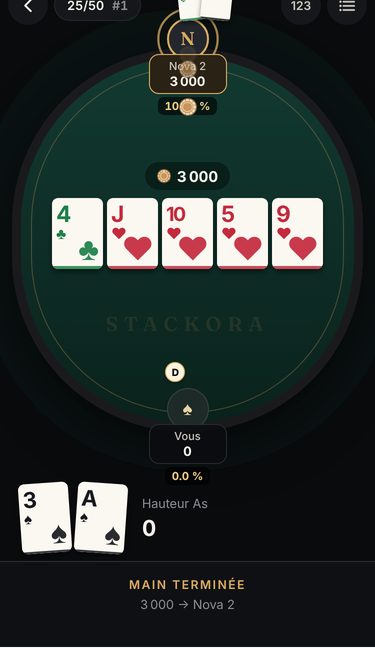 25/50 #1
123
N
Nova 2
3 000
10 %
3 000
4 J 10 5 9
STACKORA
D
Vous
0
0.0 %
3 A
Hauteur As
0
MAIN TERMINÉE
3 000 → Nova 2